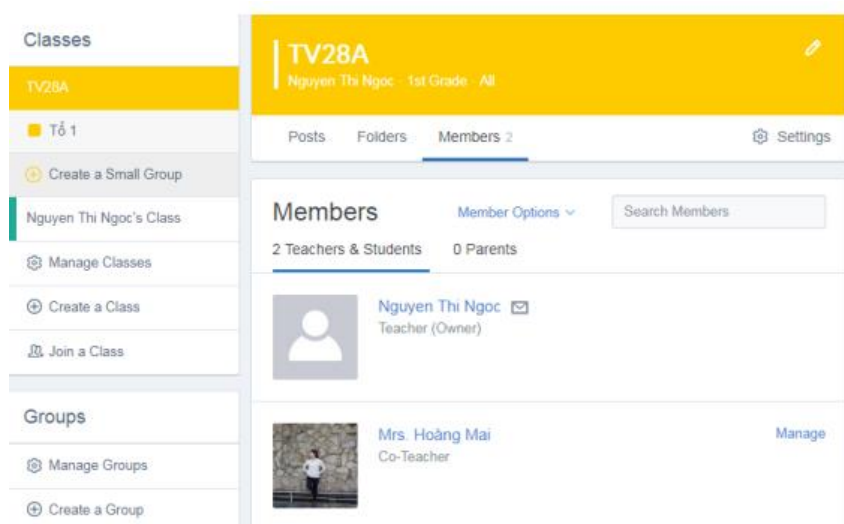 Classes
TV28A
Tổ 1
Create a Small Group
Nguyen Thi Ngoc's Class
Manage Classes
Create a Class
Join a Class
Groups
Manage Groups
Create a Group
TV28A
Nguyen Thi Ngoc - 1st Grade - All
Posts Folders Members 2 Settings
Members Member Options Search Members
2 Teachers & Students 0 Parents
Nguyen Thi Ngoc
Teacher (Owner)
Mrs. Hoàng Mai Manage
Co-Teacher